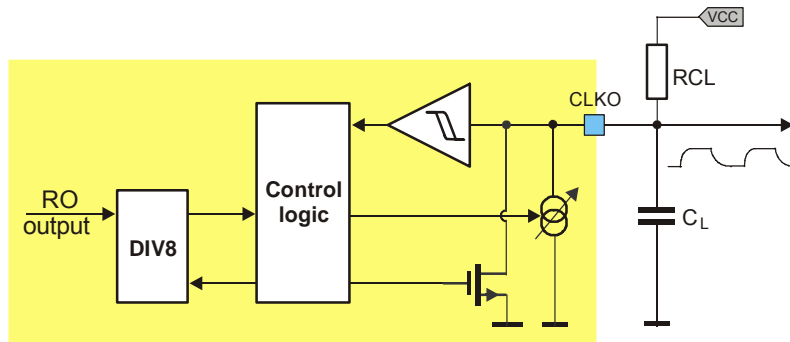 VCC
RCL
CLKO
Control
logic
RO
output
DIV8
CL